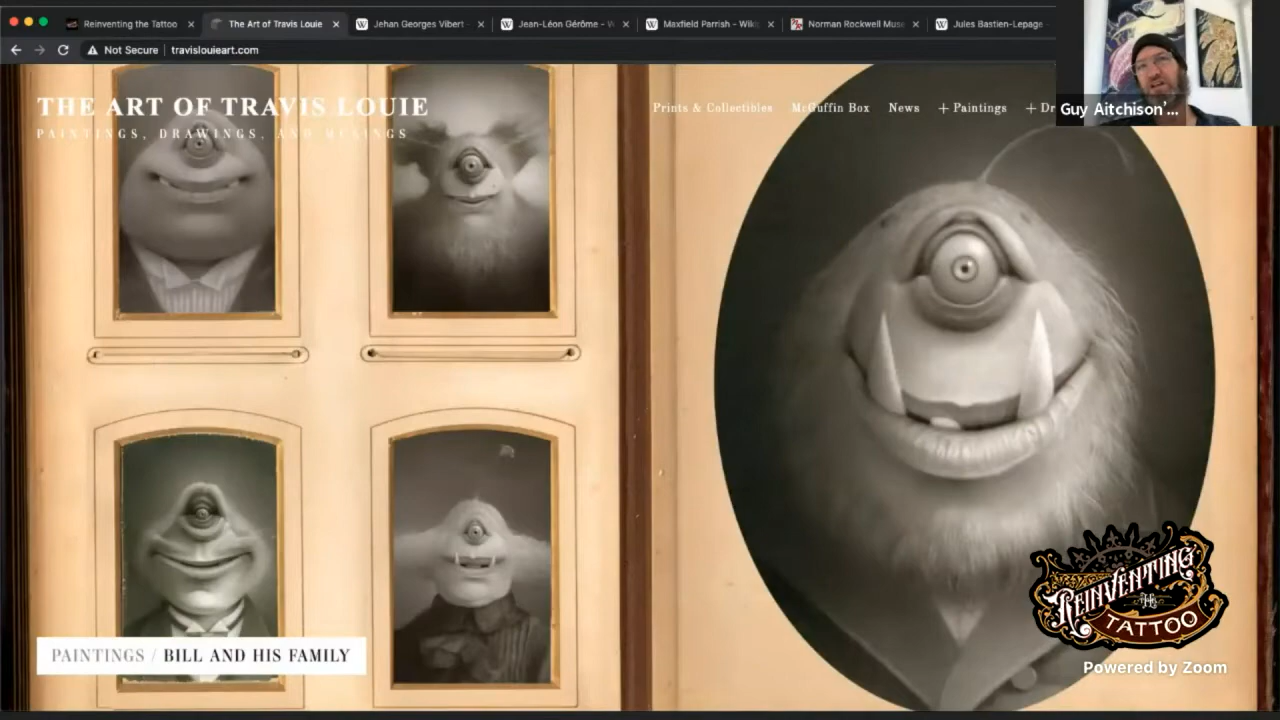 Reinventing the Tattoo
The Art of Travis Louie
Jehan Georges Vibert -
Jean-Léon Gérôme -
Maxfield Parrish -
Norman Rockwell Muse
Jules Bastien-Lepage
Not Secure
travislouieart.com
Guy Aitchison'...
THE ART OF TRAVIS LOUIE
PAINTINGS, DRAWINGS, AND MUSINGS
Prints & Collectibles
McGuffin Box
News
+ Paintings
+ Dr
REINVENTING
THE
TATTOO
Powered by Zoom
PAINTINGS / BILL AND HIS FAMILY